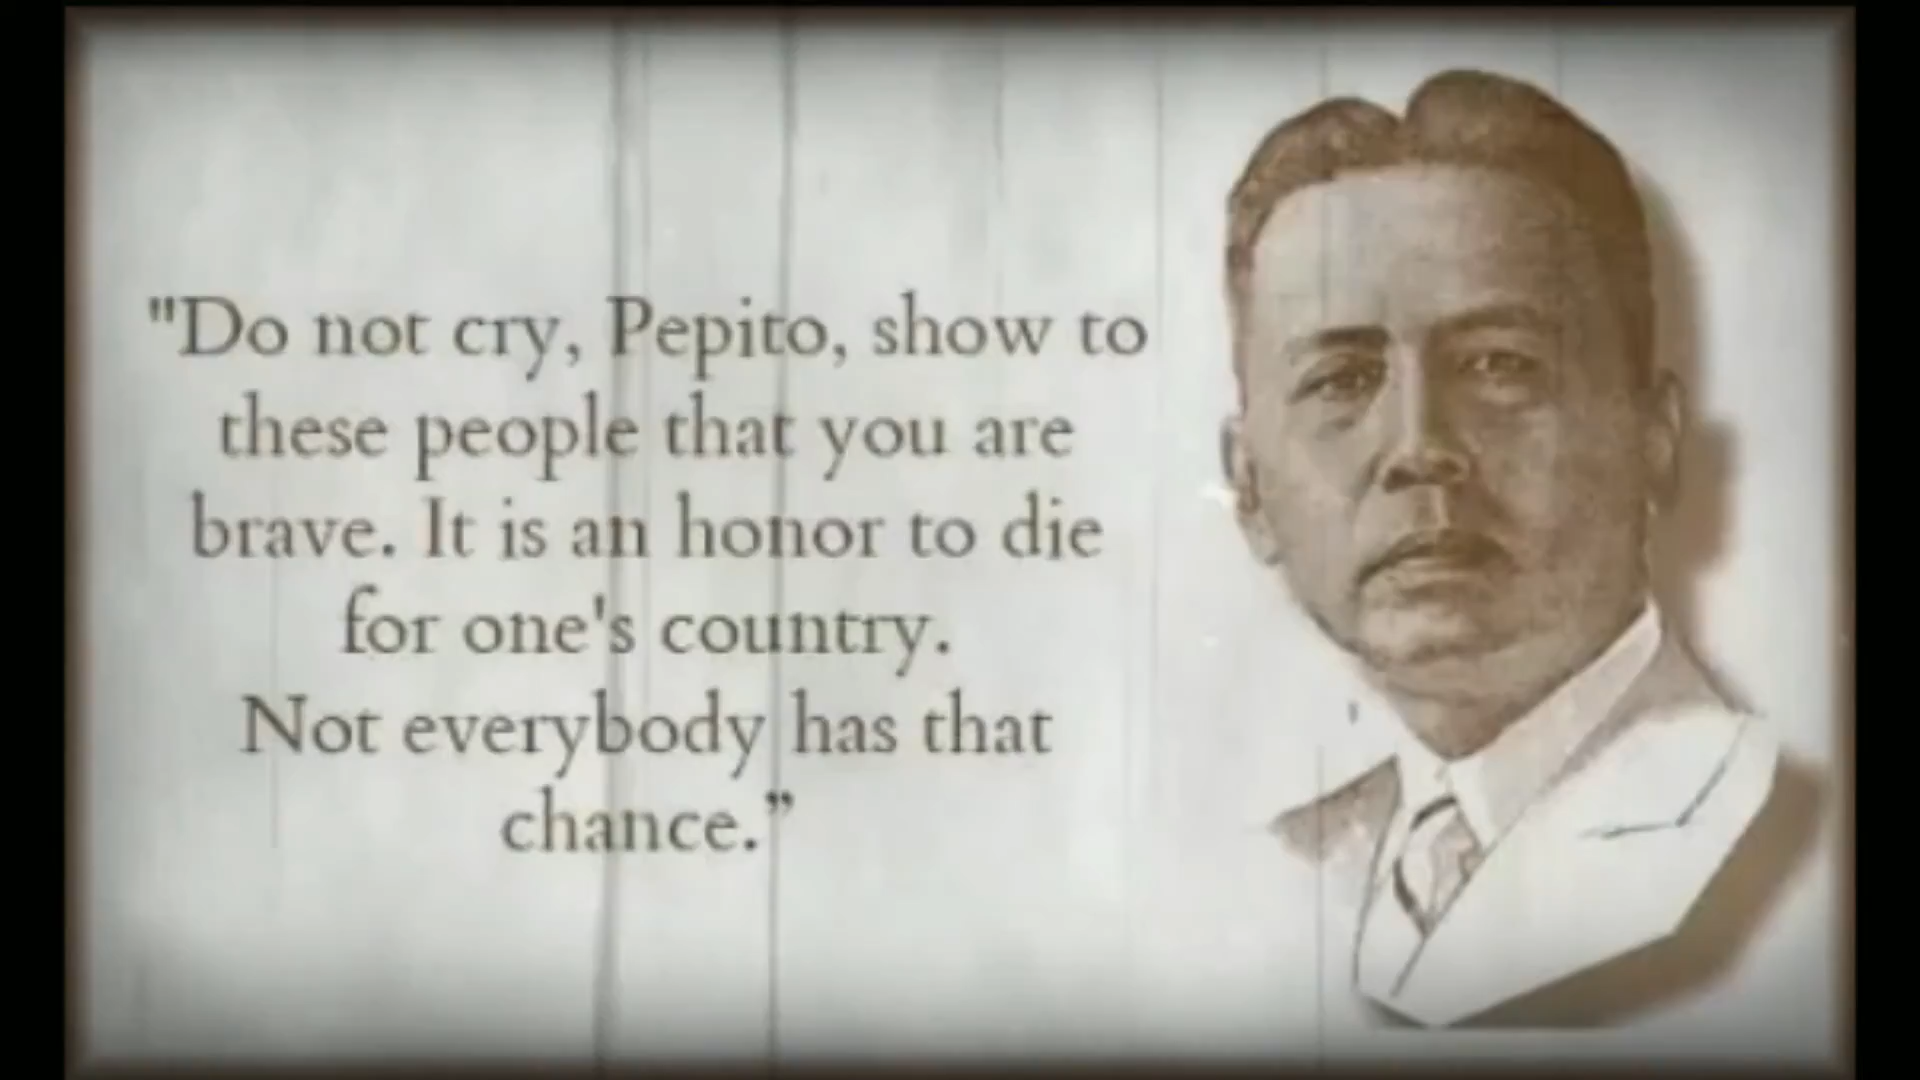 "Do not cry, Pepito, show to
these people that you are
brave. It is an honor to die
for one's country.
Not everybody has that
chance.”